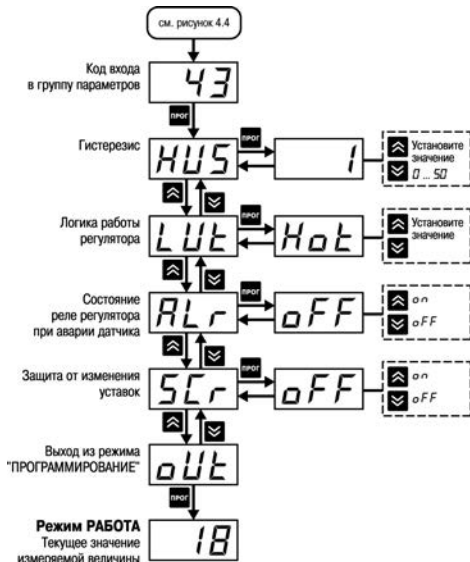 см. рисунок 4.4
Код входа
в группу параметров
43
ПРОГ
Гистерезис
HUS
ПРОГ
1
Установите
значение
0 ... 50
Логика работы
регулятора
LUt
ПРОГ
Hot
Установите
значение
Состояние
реле регулятора
при аварии датчика
ALr
ПРОГ
oFF
on
oFF
Защита от изменения
уставок
SCr
ПРОГ
oFF
on
oFF
Выход из режима
"ПРОГРАММИРОВАНИЕ"
oUt
ПРОГ
Режим РАБОТА
Текущее значение
измеряемой величины
18